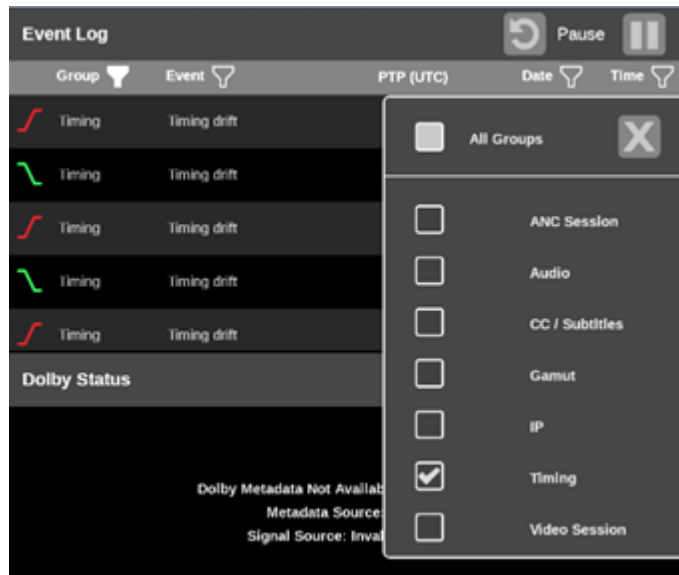 Event Log Pause
Group Event PTP (UTC) Date Time
Timing Timing drift
All Groups
Timing Timing drift
Timing Timing drift
ANC Session
Audio
Timing Timing drift
CC / Subtitles
Timing Timing drift
Dolby Status
Gamut
IP
Timing
Dolby Metadata Not
Metadata Source:
Video Session
Signal Source: